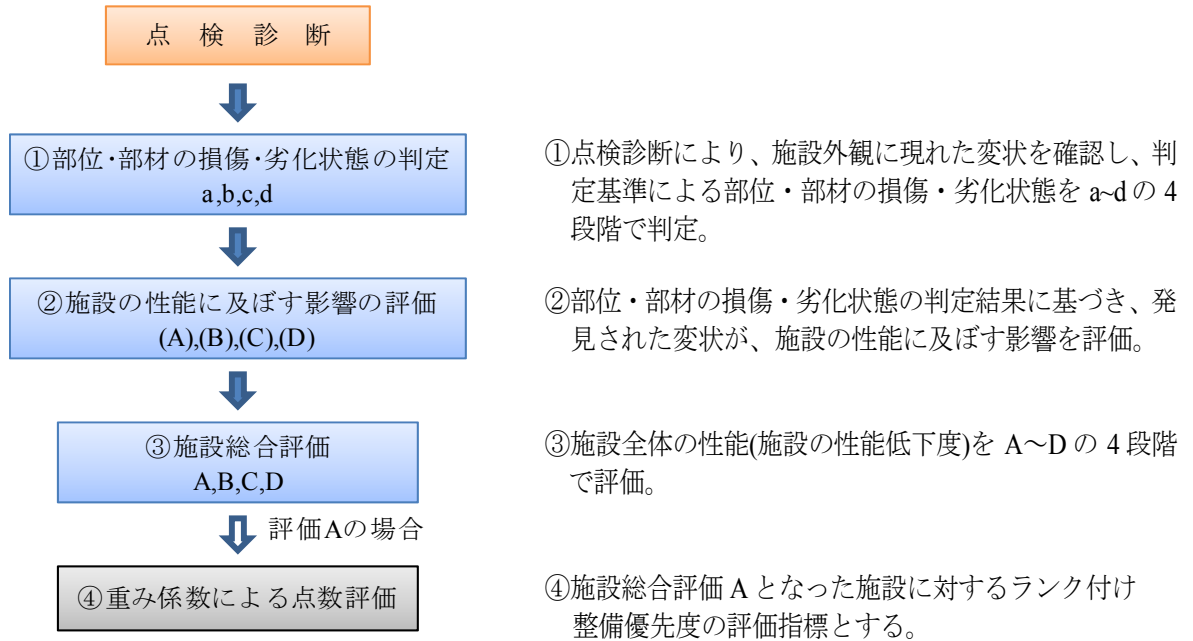 点検診断
①部位・部材の損傷・劣化状態の判定
a,b,c,d
①点検診断により、施設外観に現れた変状を確認し、判
定基準による部位・部材の損傷・劣化状態を a~d の 4
段階で判定。
②施設の性能に及ぼす影響の評価
(A),(B),(C),(D)
②部位・部材の損傷・劣化状態の判定結果に基づき、発
見された変状が、施設の性能に及ぼす影響を評価。
③施設総合評価
A,B,C,D
③施設全体の性能(施設の性能低下度)を A~D の 4 段階
で評価。
評価Aの場合
④重み係数による点数評価
④施設総合評価 A となった施設に対するランク付け
整備優先度の評価指標とする。